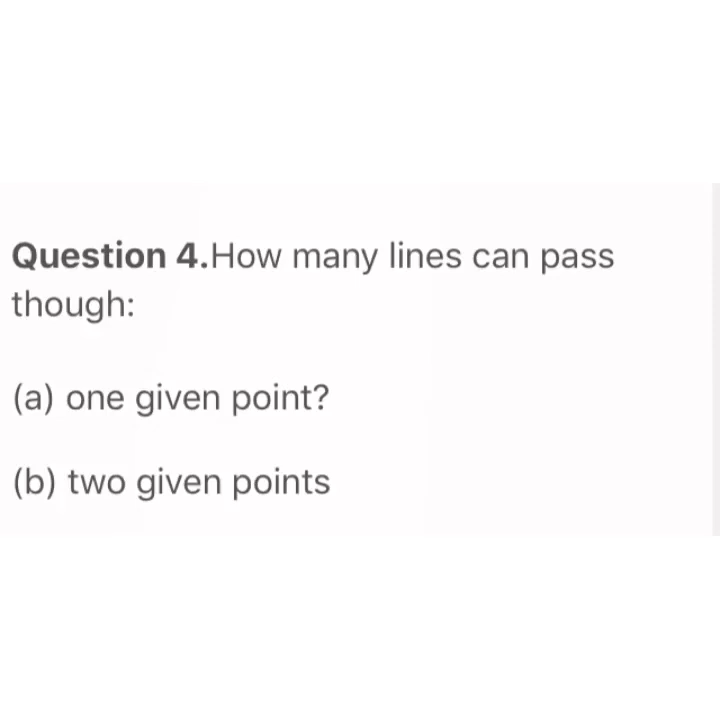 Question 4.How many lines can pass
though:
(a) one given point?
(b) two given points